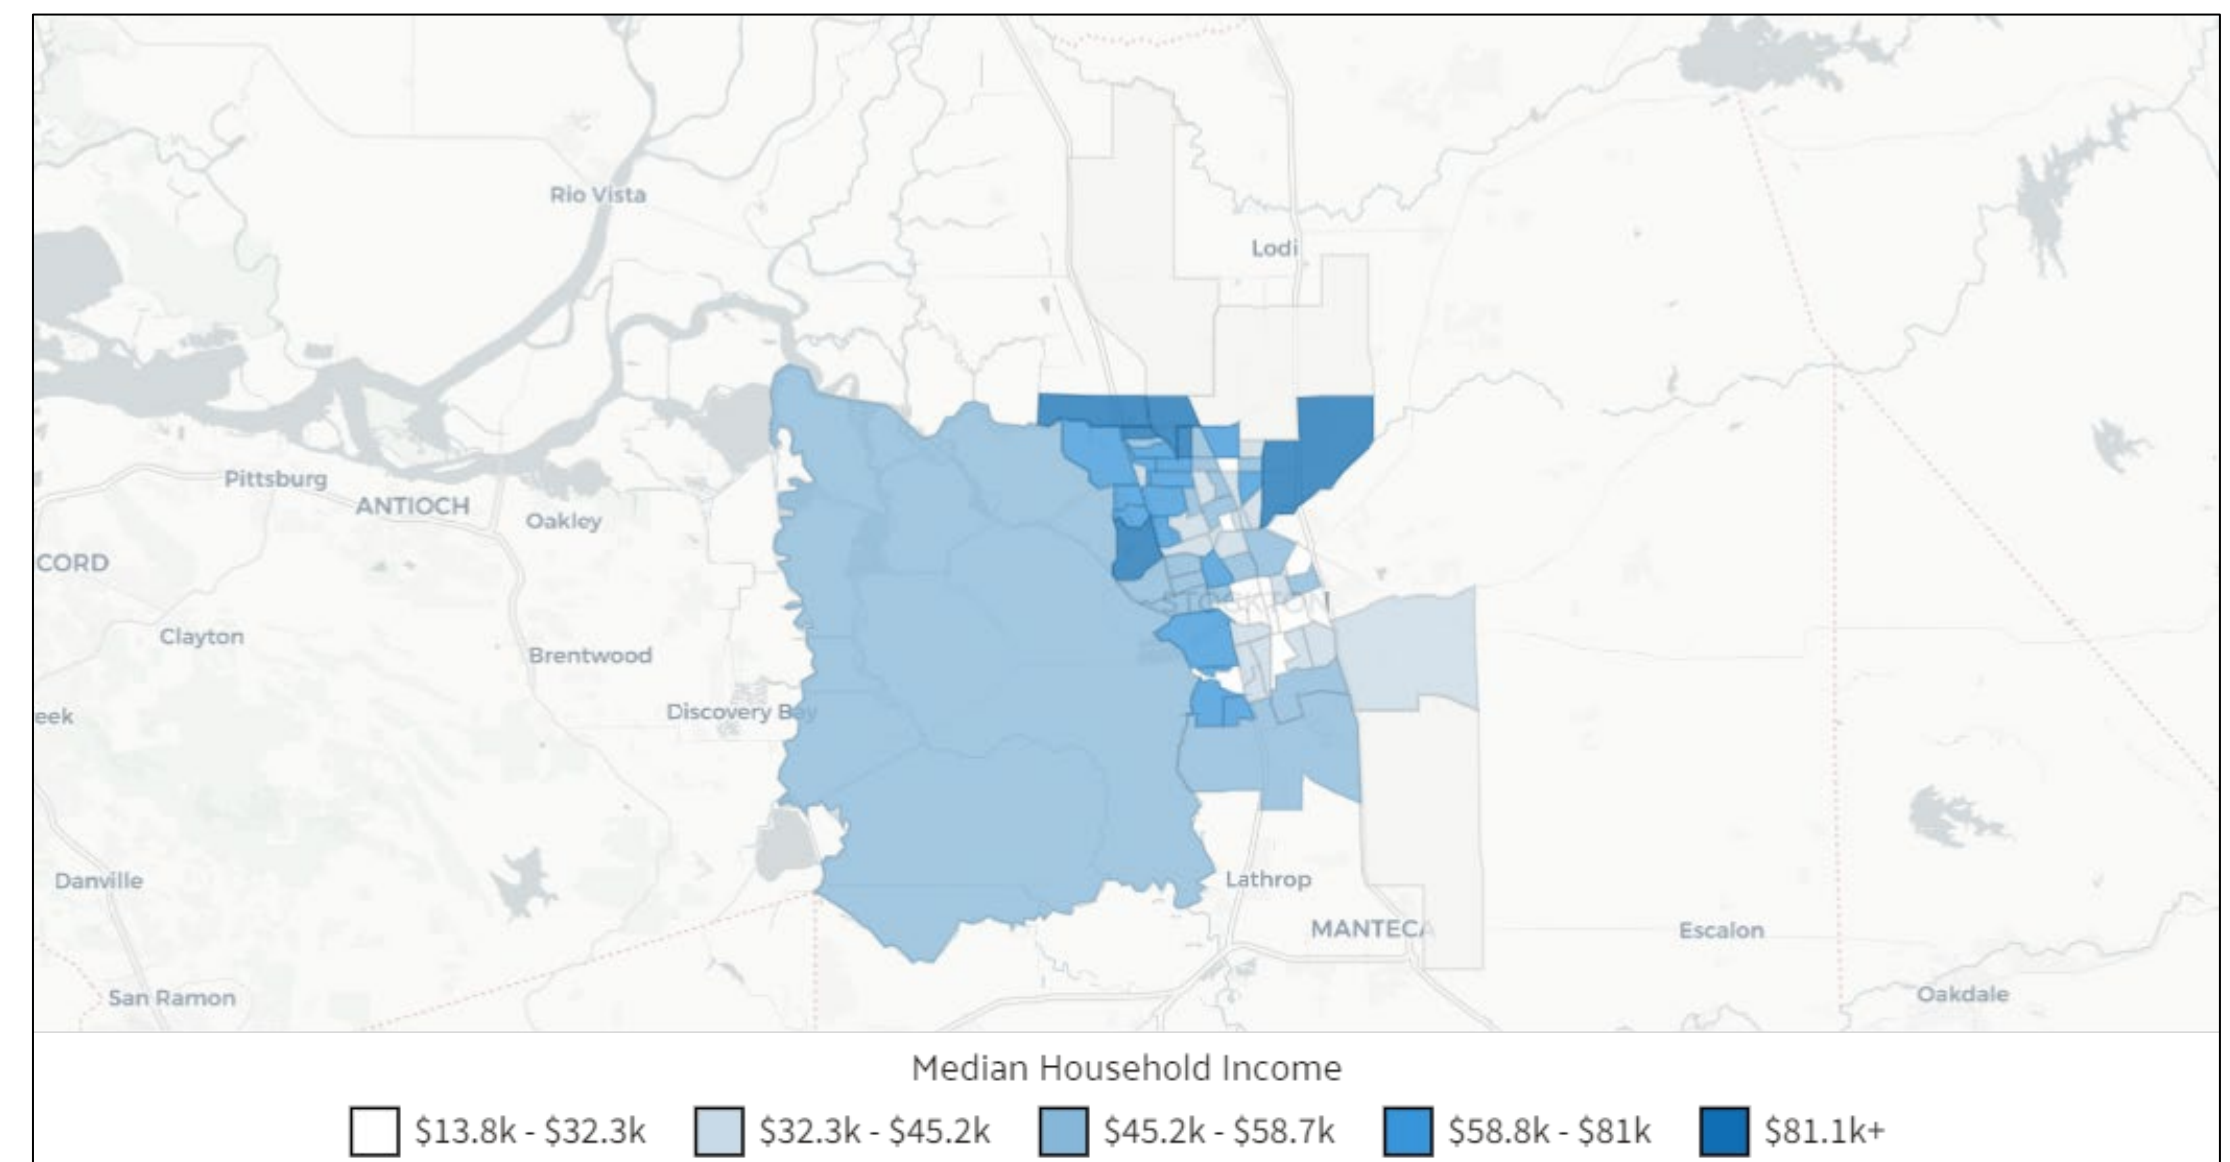 Rio Vista
Lodi
Pittsburg
ANTIOCH
Oakley
CORD
STOCKTON
Clayton
Brentwood
Discovery Bay
eek
Danville
Lathrop
MANTECA
Escalon
San Ramon
Oakdale
Median Household Income
$13.8k - $32.3k $32.3k - $45.2k $45.2k - $58.7k $58.8k - $81k $81.1k+